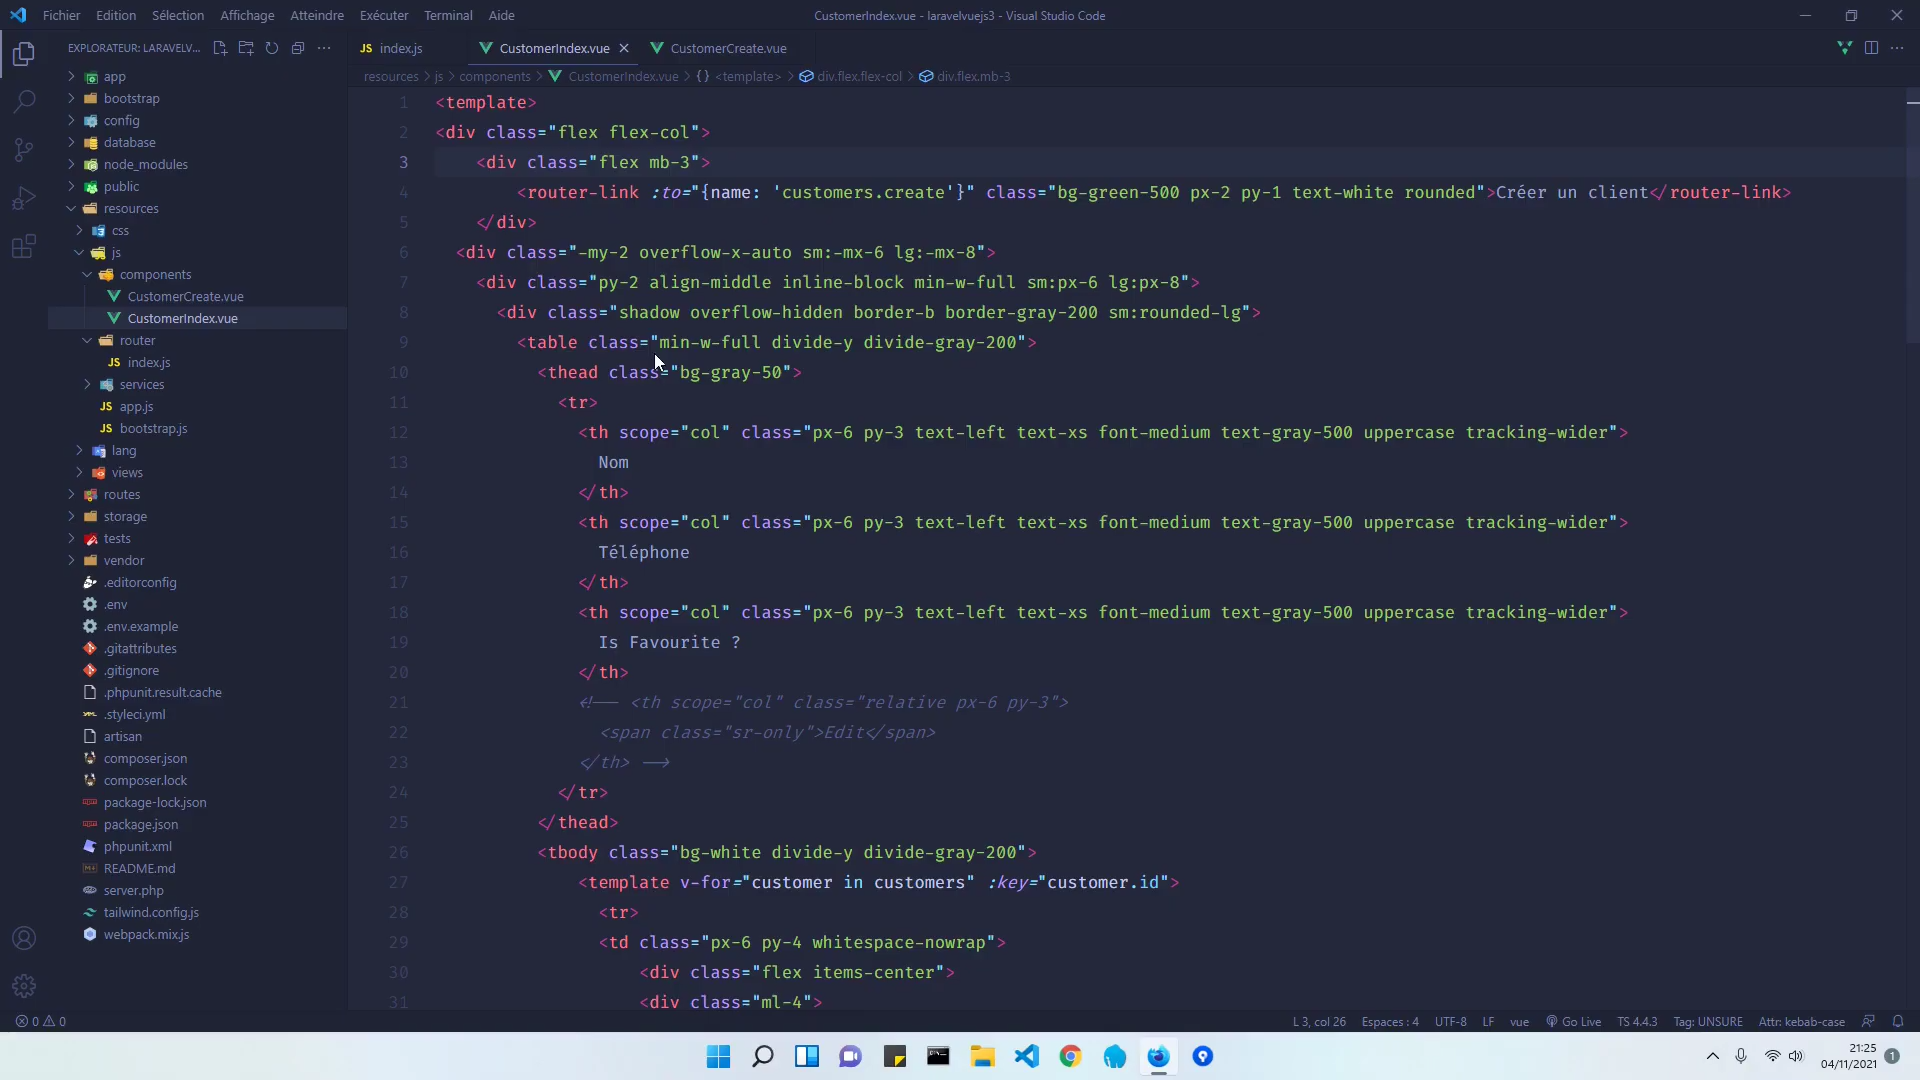 Fichier Edition Sélection Affichage Atteindre Exécuter Terminal Aide
CustomerIndex.vue - laravelvuejs3 - Visual Studio Code
EXPLORATEUR: LARAVELV...
app
bootstrap
config
database
node_modules
public
resources
css
js
components
CustomerCreate.vue
CustomerIndex.vue
router
JS index.js
services
JS app.js
JS bootstrap.js
lang
views
routes
storage
tests
vendor
.editorconfig
.env
.env.example
.gitattributes
.gitignore
.phpunit.result.cache
.styleci.yml
artisan
composer.json
composer.lock
package-lock.json
package.json
phpunit.xml
README.md
server.php
tailwind.config.js
webpack.mix.js
JS index.js CustomerIndex.vue CustomerCreate.vue
resources > js > components > CustomerIndex.vue > {} <template> > div.flex.flex-col > div.flex.mb-3
1 <template>
2 <div class="flex flex-col">
3 <div class="flex mb-3">
4 <router-link :to="{name: 'customers.create'}" class="bg-green-500 px-2 py-1 text-white rounded">Créer un client</router-link>
5 </div>
6 <div class="-my-2 overflow-x-auto sm:-mx-6 lg:-mx-8">
7 <div class="py-2 align-middle inline-block min-w-full sm:px-6 lg:px-8">
8 <div class="shadow overflow-hidden border-b border-gray-200 sm:rounded-lg">
9 <table class="min-w-full divide-y divide-gray-200">
10 <thead class="bg-gray-50">
11 <tr>
12 <th scope="col" class="px-6 py-3 text-left text-xs font-medium text-gray-500 uppercase tracking-wider">
13 Nom
14 </th>
15 <th scope="col" class="px-6 py-3 text-left text-xs font-medium text-gray-500 uppercase tracking-wider">
16 Téléphone
17 </th>
18 <th scope="col" class="px-6 py-3 text-left text-xs font-medium text-gray-500 uppercase tracking-wider">
19 Is Favourite ?
20 </th>
21 <!-- <th scope="col" class="relative px-6 py-3">
22 <span class="sr-only">Edit</span>
23 </th> -->
24 </tr>
25 </thead>
26 <tbody class="bg-white divide-y divide-gray-200">
27 <template v-for="customer in customers" :key="customer.id">
28 <tr>
29 <td class="px-6 py-4 whitespace-nowrap">
30 <div class="flex items-center">
31 <div class="ml-4">
0 0 L 3, col 26 Espaces : 4 UTF-8 LF vue Go Live TS 4.4.3 Tag: UNSURE Attr: kebab-case
21:25
04/11/2021
1